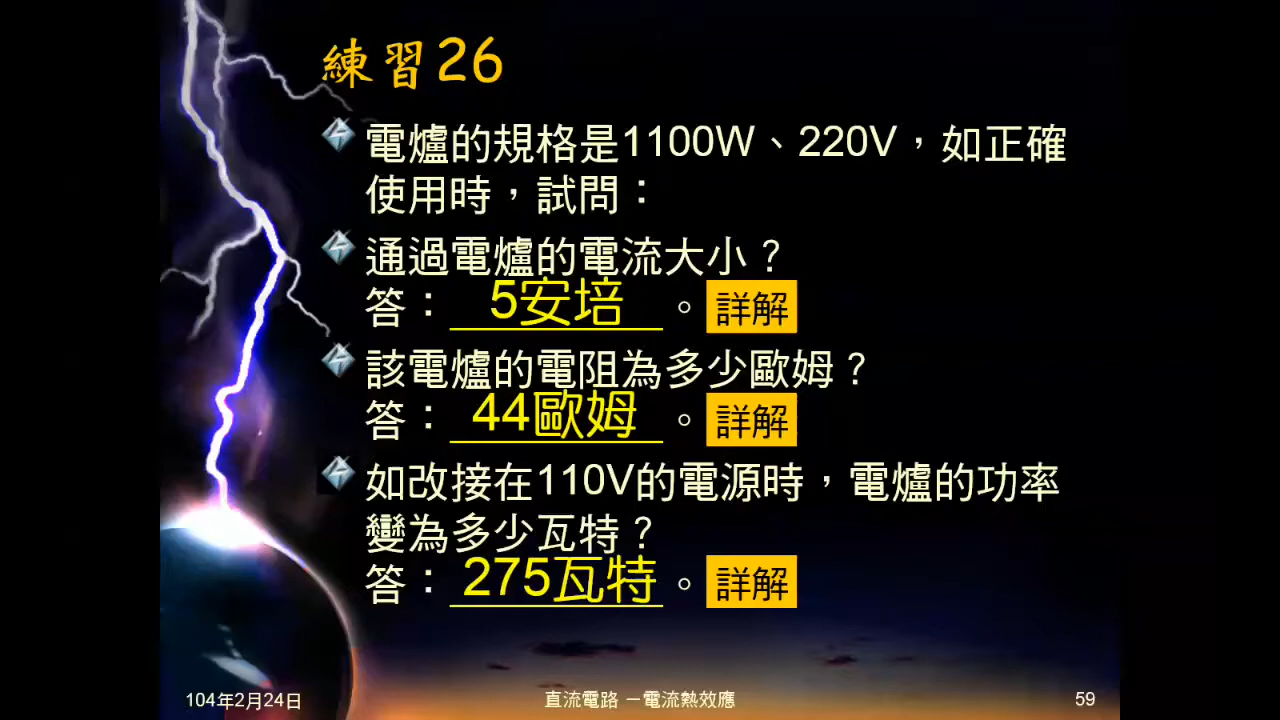 練習26
電爐的規格是1100W、220V，如正確
使用時，試問：
通過電爐的電流大小？
答：5安培。詳解
該電爐的電阻為多少歐姆？
答：44歐姆。詳解
如改接在110V的電源時，電爐的功率
變為多少瓦特？
答：275瓦特。詳解
104年2月24日
直流電路 －電流熱效應
59